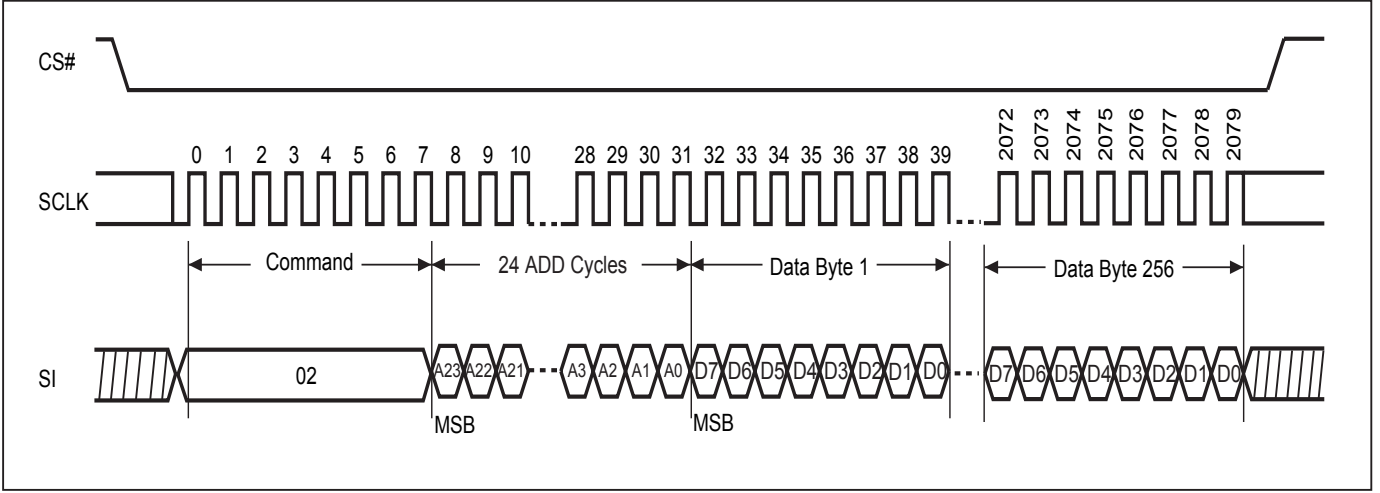 CS#
2072 2073 2074 2075 2076 2077 2078 2079
0 1 2 3 4 5 6 7 8 9 10 28 29 30 31 32 33 34 35 36 37 38 39
SCLK
Command 24 ADD Cycles Data Byte 1 Data Byte 256
SI 02 A23 A22 A21 A3 A2 A1 A0 D7 D6 D5 D4 D3 D2 D1 D0 D7 D6 D5 D4 D3 D2 D1 D0
MSB MSB